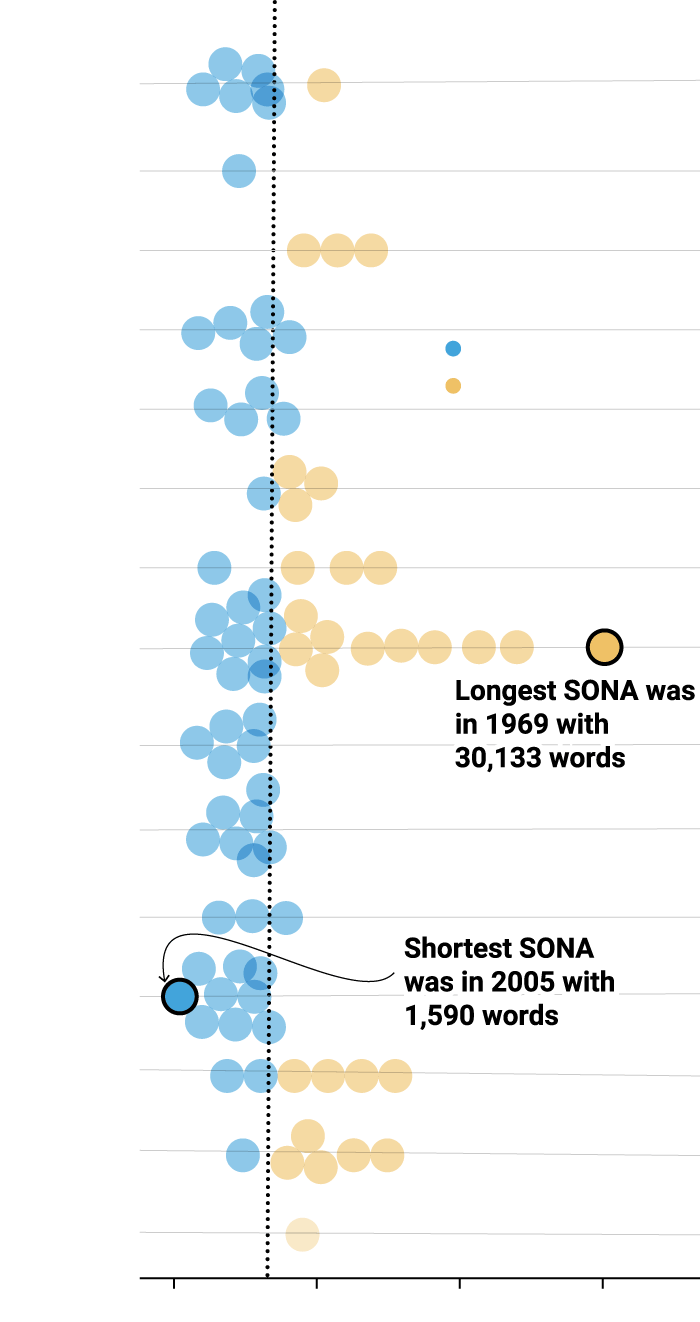 Longest SONA was
in 1969 with
30,133 words
Shortest SONA
was in 2005 with
1,590 words